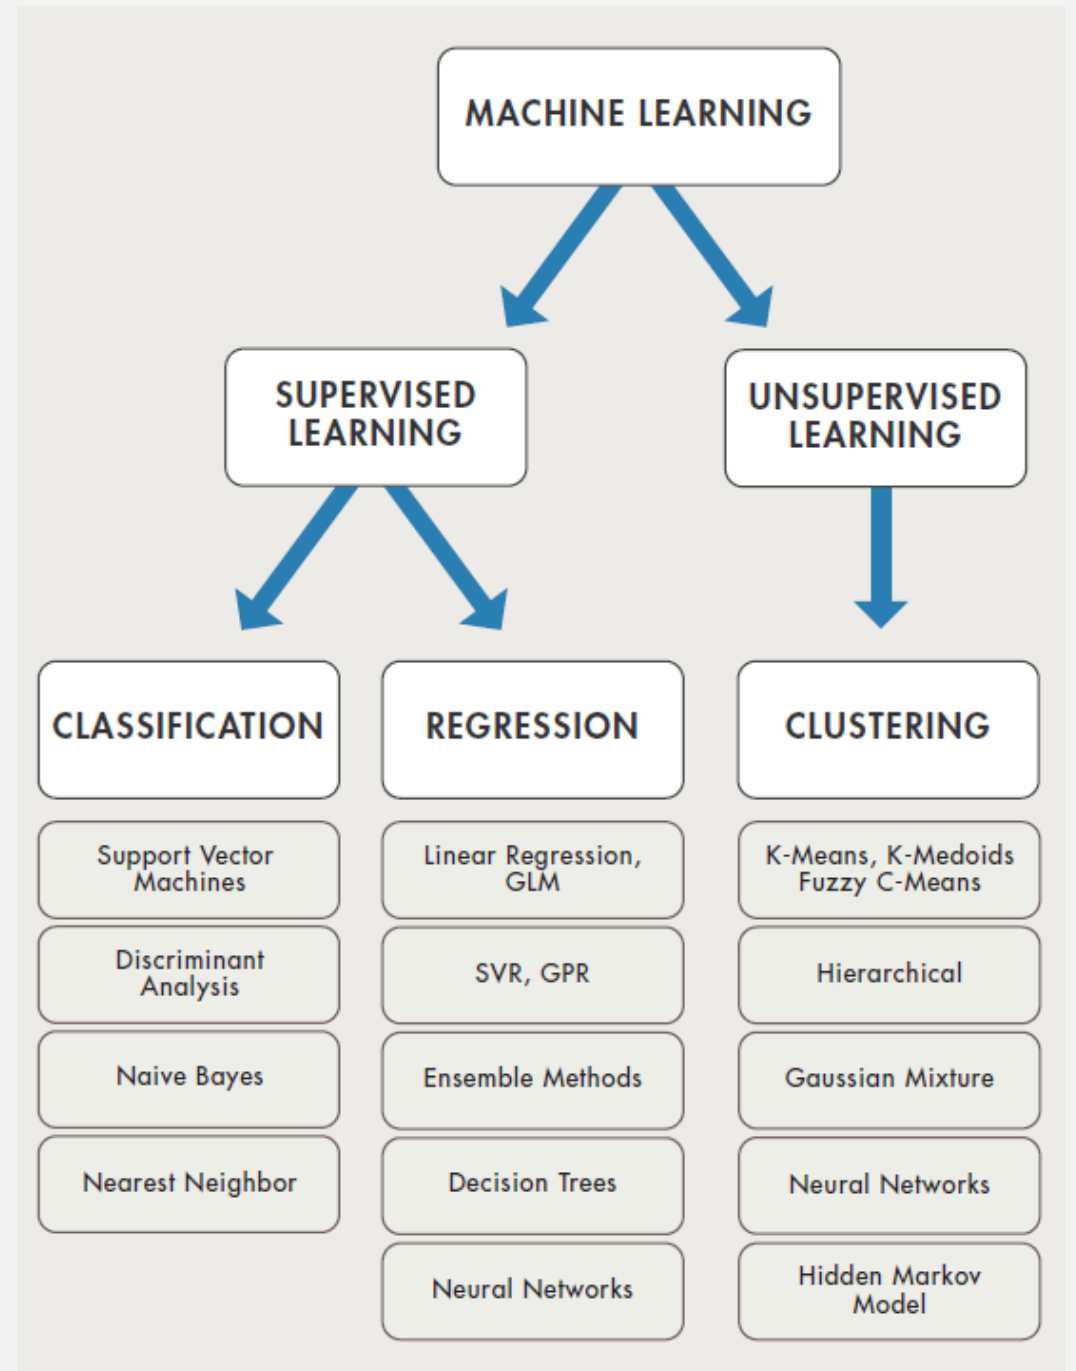 MACHINE LEARNING
SUPERVISED
LEARNING
UNSUPERVISED
LEARNING
CLASSIFICATION
Support Vector
Machines
Discriminant
Analysis
Naive Bayes
Nearest Neighbor
REGRESSION
Linear Regression,
GLM
SVR, GPR
Ensemble Methods
Decision Trees
Neural Networks
CLUSTERING
K-Means, K-Medoids
Fuzzy C-Means
Hierarchical
Gaussian Mixture
Neural Networks
Hidden Markov
Model